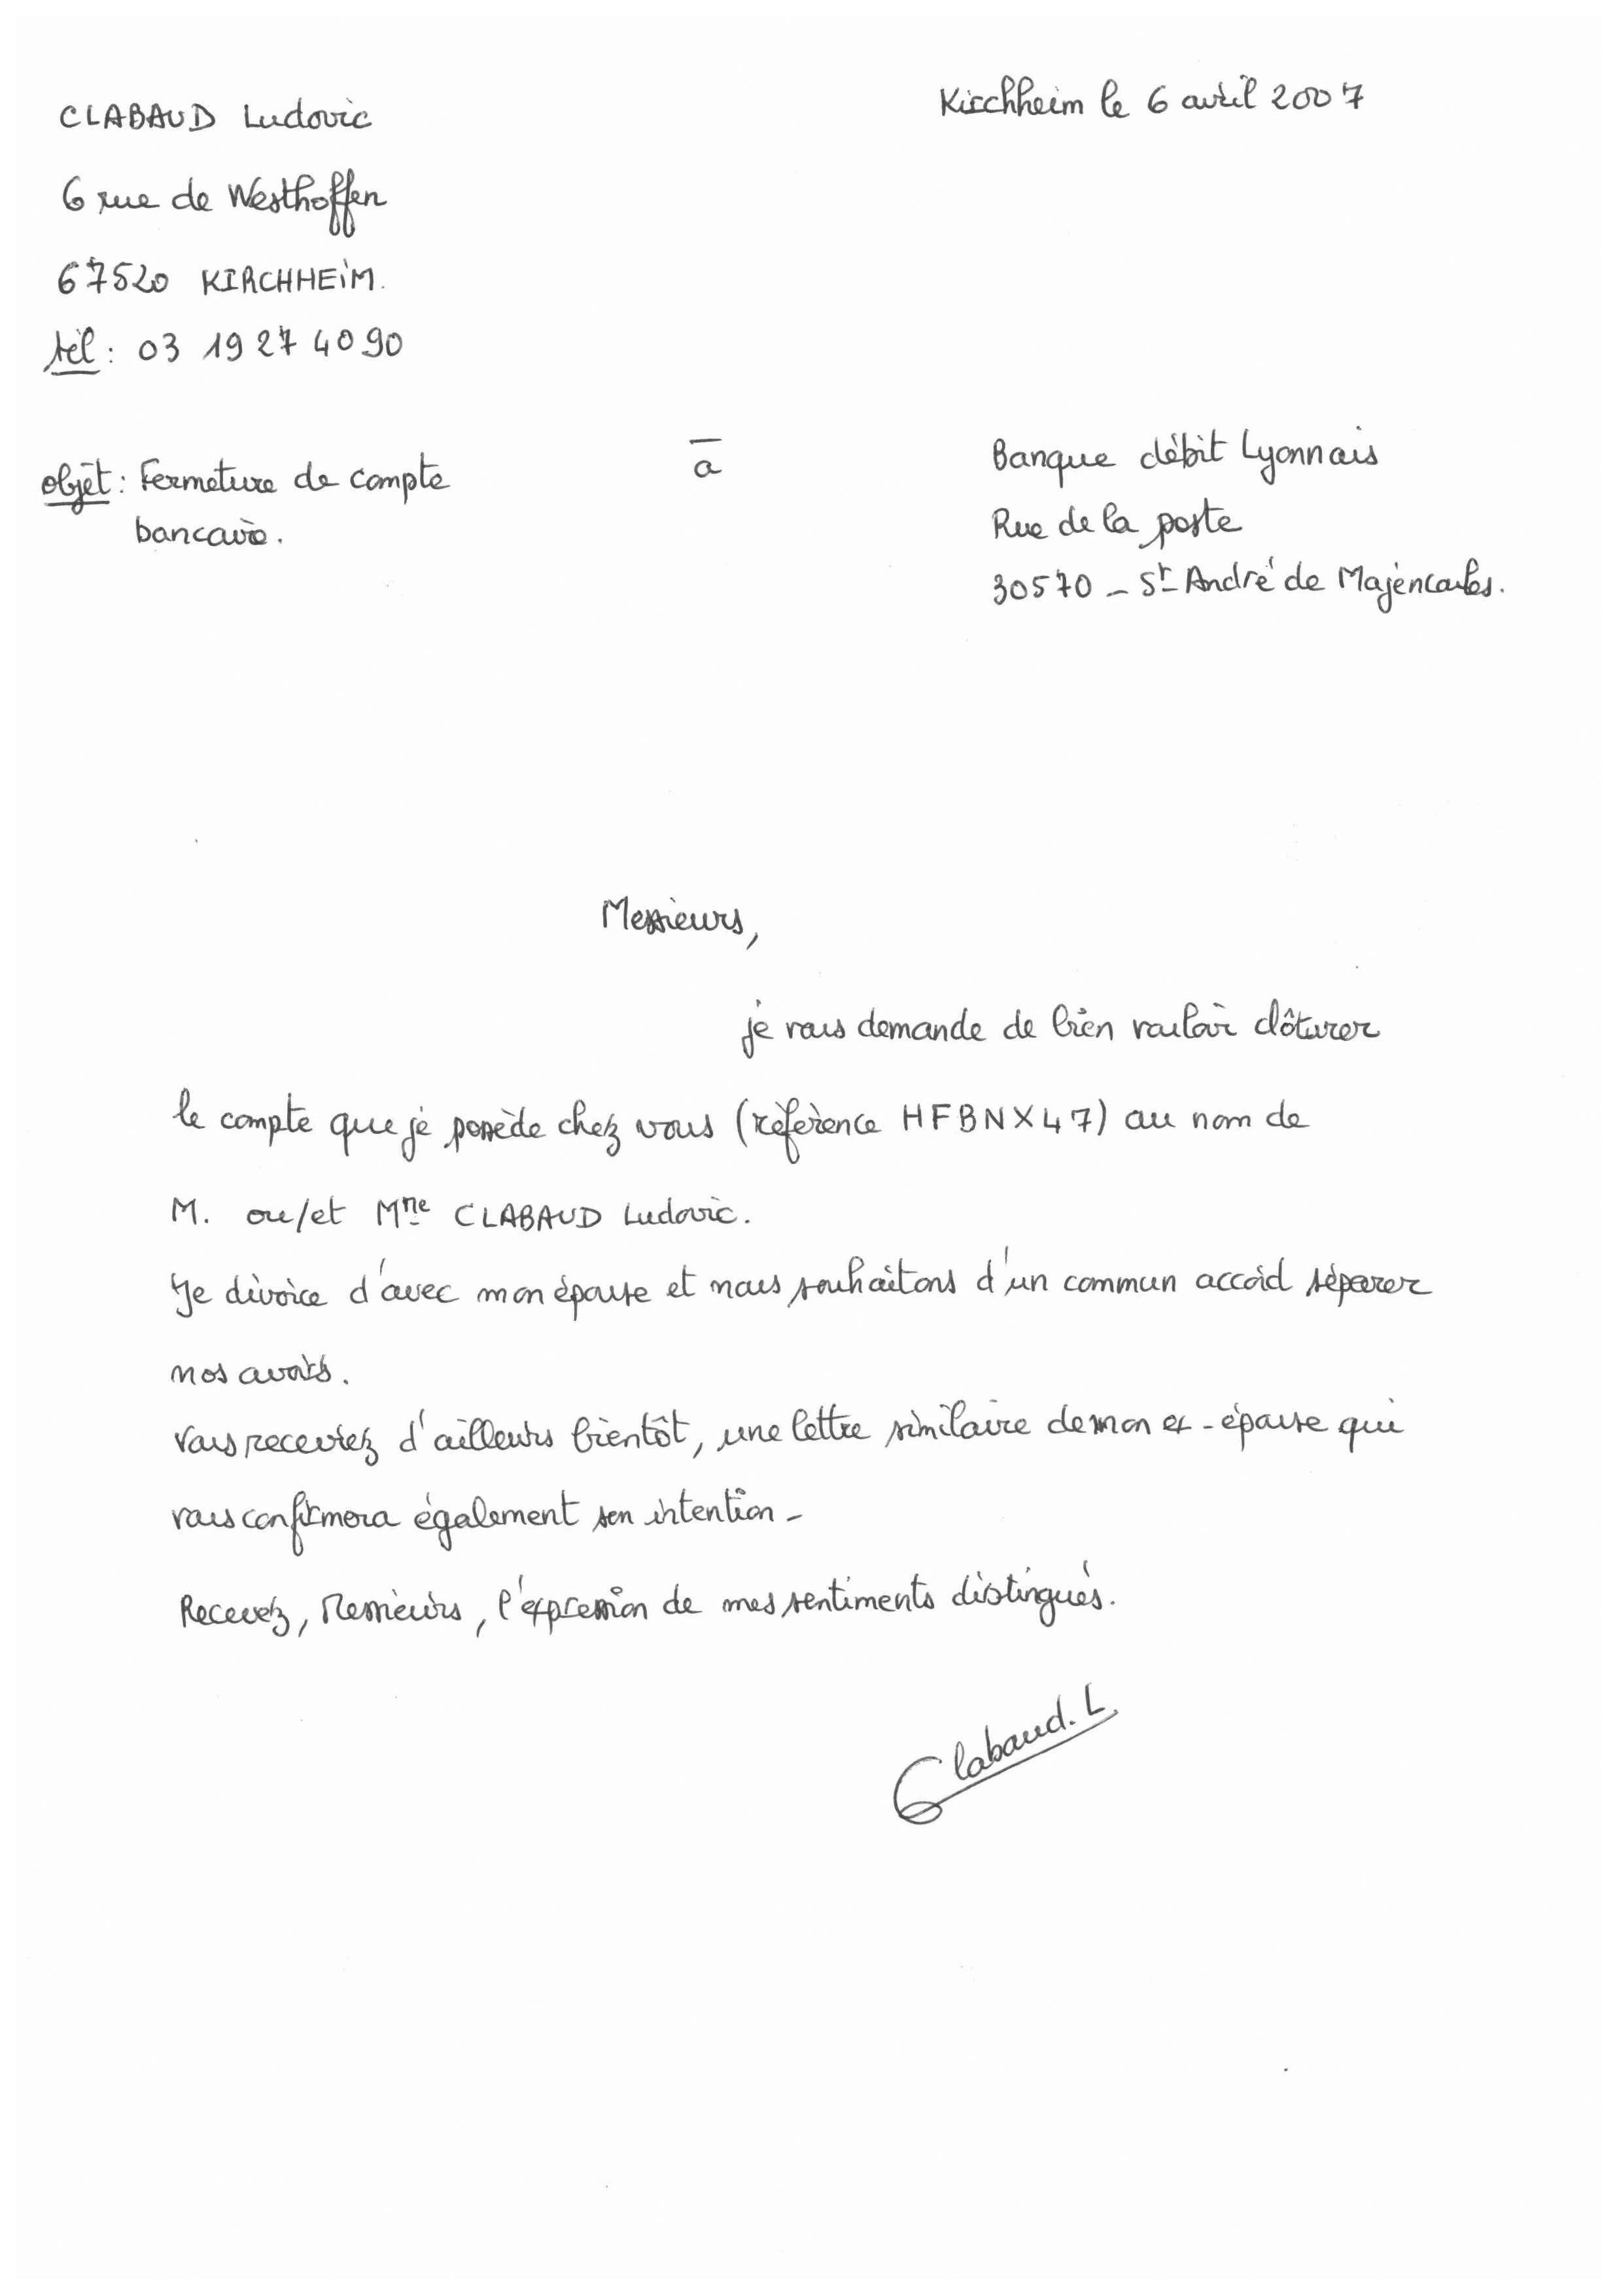 CLABAUD Ludovic
6 rue de Westhoffen
67520 KIRCHHEIM.
tél : 03 19 27 40 90
Kirchheim le 6 avril 2007
objet : Fermeture de compte
bancaire.
à
Banque débit Lyonnais
Rue de la poste
30570 - St André de Majencoules.
Messieurs,
je vous demande de bien vouloir clôturer
le compte que je possède chez vous (référence HFBNX47) au nom de
M. ou/et Mme CLABAUD Ludovic.
Je divorce d'avec mon épouse et nous souhaitons d'un commun accord séparer
nos avoirs.
Vous recevrez d'ailleurs bientôt, une lettre similaire de mon ex-épouse qui
vous confirmera également son intention -
Recevez, Messieurs, l'expression de mes sentiments distingués.
Clabaud. L